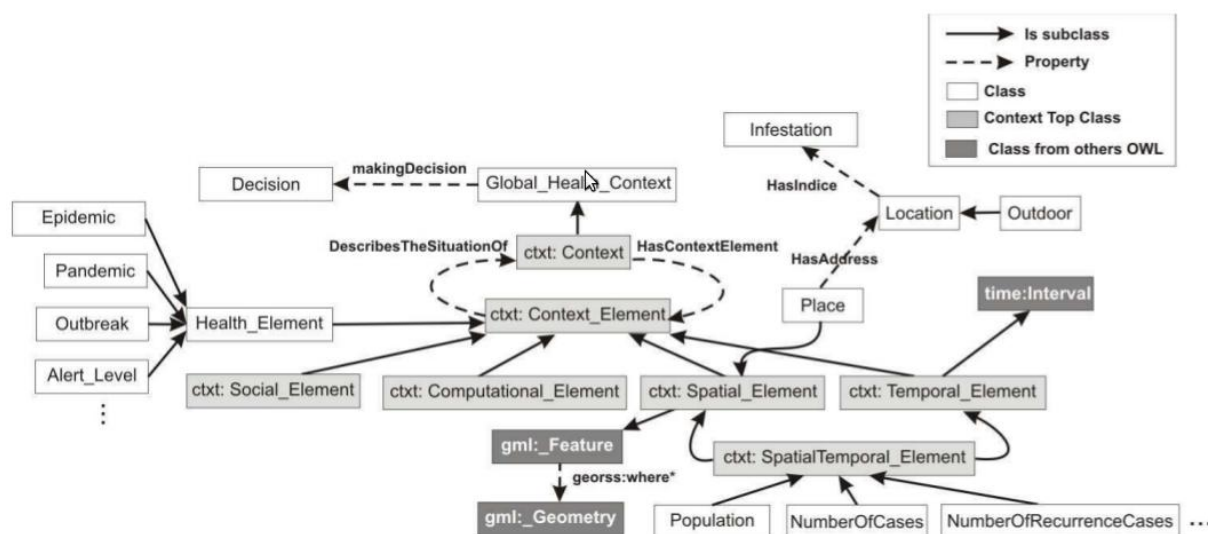 Is subclass
Property
Class
Context Top Class
Class from others OWL
Infestation
makingDecision
Decision
Global_Health_Context
HasIndice
Location
Outdoor
Epidemic
DescribesTheSituationOf
HasContextElement
ctxt: Context
HasAddress
Pandemic
time:Interval
Place
Outbreak
Health_Element
ctxt: Context_Element
Alert_Level
ctxt: Social_Element
ctxt: Computational_Element
ctxt: Spatial_Element
ctxt: Temporal_Element
⋮
gml:_Feature
ctxt: SpatialTemporal_Element
georss:where*
gml:_Geometry
Population
NumberOfCases
NumberOfRecurrenceCases
...